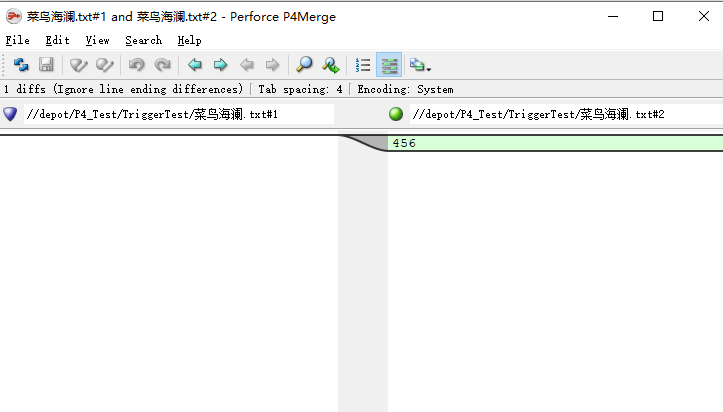 菜鸟海澜.txt#1 and 菜鸟海澜.txt#2 - Perforce P4Merge
File Edit View Search Help
1 diffs (Ignore line ending differences) | Tab spacing: 4 | Encoding: System
//depot/P4_Test/TriggerTest/菜鸟海澜.txt#1
//depot/P4_Test/TriggerTest/菜鸟海澜.txt#2
456